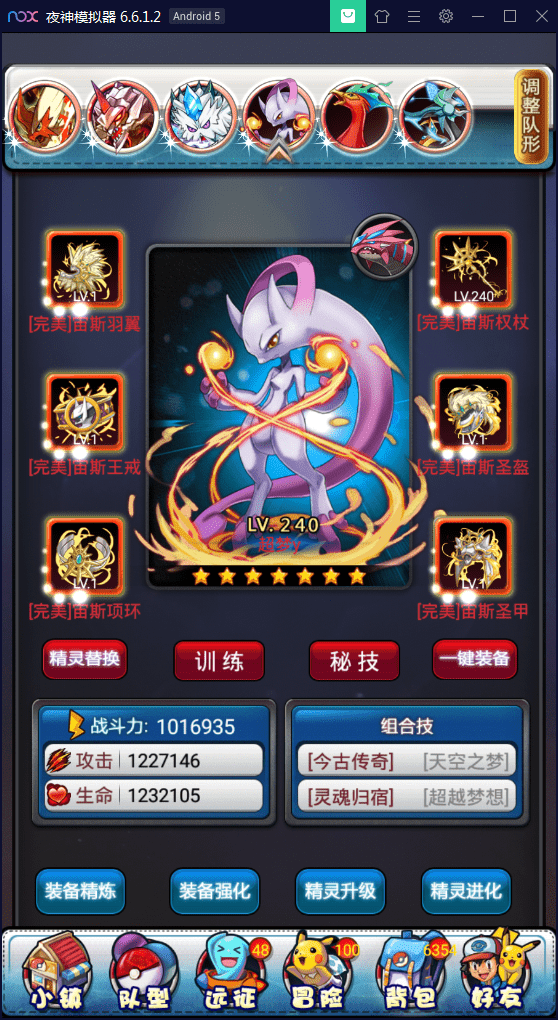 nox 夜神模拟器 6.6.1.2 Android 5
调整队形
LV.1
[完美]宙斯羽翼
LV.240
[完美]宙斯权杖
LV.1
[完美]宙斯王戒
LV.1
[完美]宙斯圣盔
LV.1
[完美]宙斯项环
LV.1
[完美]宙斯圣甲
LV. 240
超梦y
精灵替换
训练
秘技
一键装备
战斗力: 1016935
攻击 1227146
生命 1232105
组合技
[今古传奇] [天空之梦]
[灵魂归宿] [超越梦想]
装备精炼
装备强化
精灵升级
精灵进化
48
100
6354
小镇
队型
远征
冒险
背包
好友